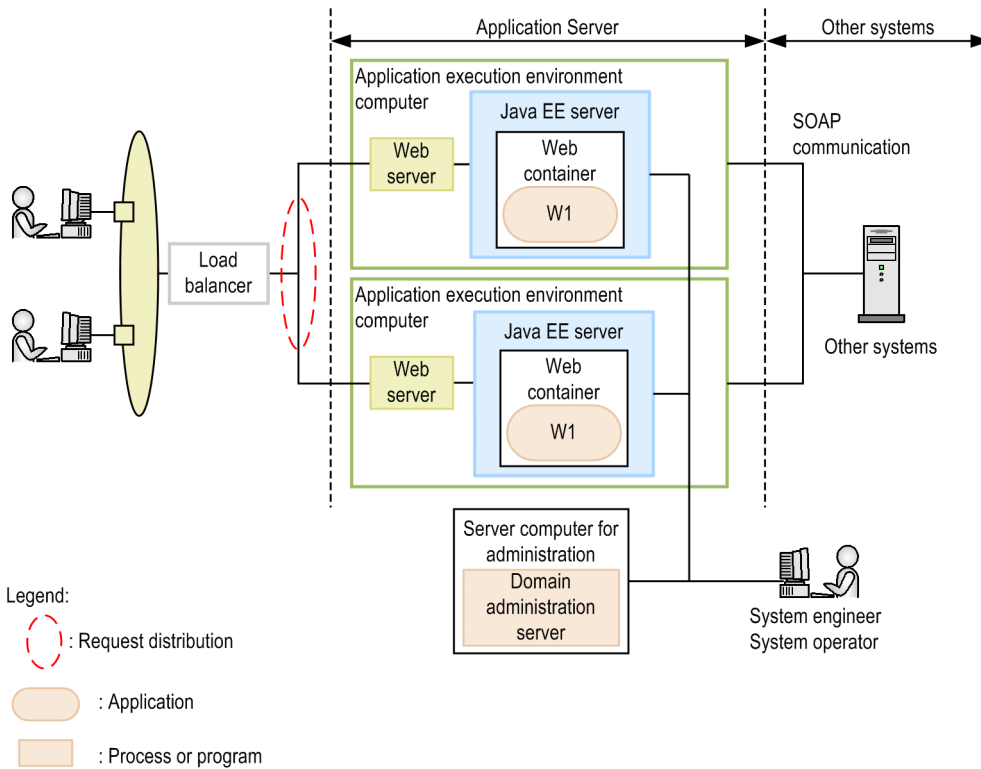 Application Server
Other systems
Application execution environment
computer
Java EE server
Web
server
Web
container
W1
SOAP
communication
Load
balancer
Application execution environment
computer
Java EE server
Web
server
Web
container
W1
Other systems
Server computer for
administration
Domain
administration
server
System engineer
System operator
Legend:
: Request distribution
: Application
: Process or program